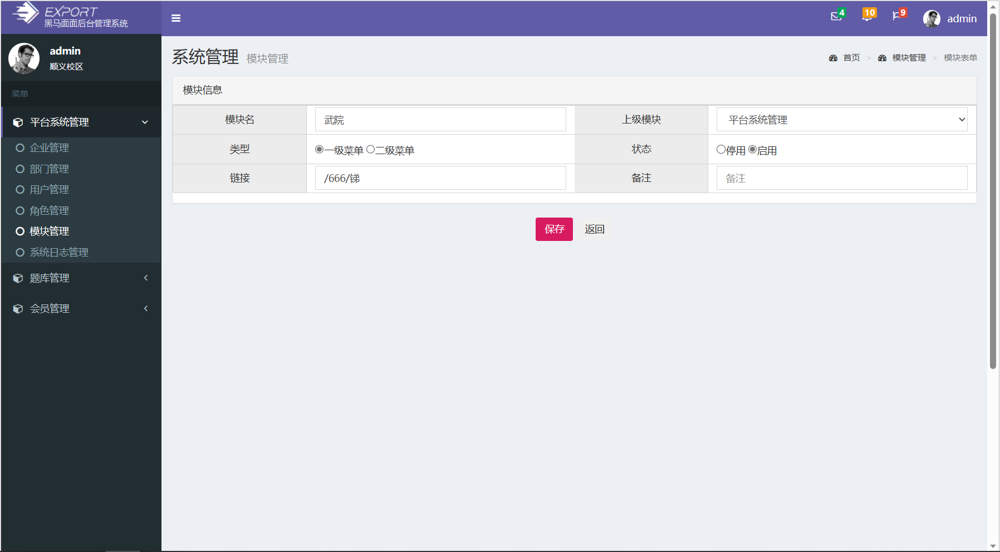 EXPORT
黑马面面后台管理系统
4
10
9
admin
admin
顺义校区
菜单
平台系统管理
企业管理
部门管理
用户管理
角色管理
模块管理
系统日志管理
题库管理
会员管理
系统管理 模块管理
首页 > 模块管理 > 模块表单
模块信息
模块名 武院 上级模块 平台系统管理
类型 一级菜单 二级菜单 状态 停用 启用
链接 /666/锑 备注 备注
保存 返回